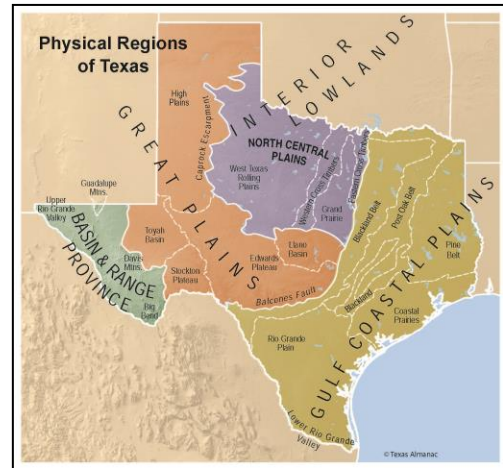 Physical Regions
of Texas
INTERIOR
LOWLANDS
GREAT PLAINS
High
Plains
Caprock Escarpment
NORTH CENTRAL
PLAINS
West Texas
Rolling
Plains
Western Cross Timbers
Grand
Prairie
Eastern Cross Timbers
Blackland Belt
Post Oak Belt
Pine
Belt
GULF COASTAL PLAINS
Guadalupe
Mtns.
Upper
Rio Grande
Valley
BASIN & RANGE
PROVINCE
Davis
Mtns.
Big
Bend
Toyah
Basin
Stockton
Plateau
Edwards
Plateau
Llano
Basin
Balcones Fault
Blackland
Coastal
Prairies
Rio Grande
Plain
Lower Rio Grande
Valley
© Texas Almanac